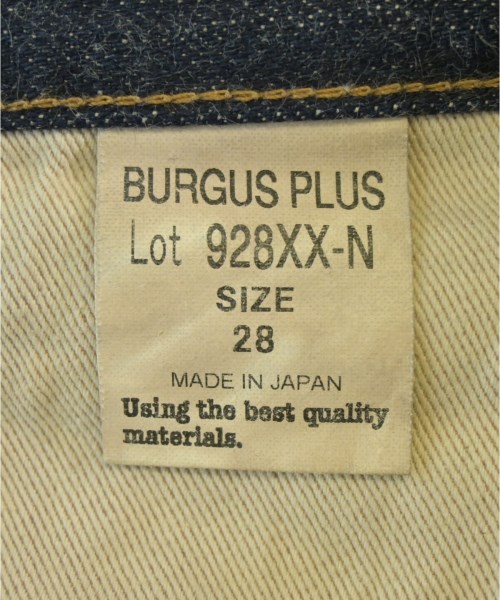 BURGUS PLUS
Lot 928XX-N
SIZE
28
MADE IN JAPAN
Using the best quality
materials.